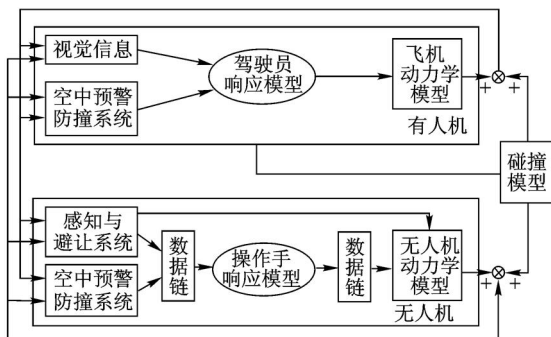 视觉信息
空中预警
防撞系统
驾驶员
响应模型
飞机
动力学
模型
有人机
+
+
碰撞
模型
感知与
避让系统
空中预警
防撞系统
数据链
操作手
响应模型
数据链
无人机
动力学
模型
无人机
+
+